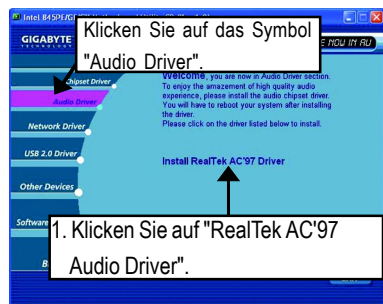 Intel 845PE/G
GIGABYTE
TECHNOLOGY
Klicken Sie auf das Symbol
"Audio Driver".
E NOU IN AU
Chipset Driver
Audio Driver
Network Driver
USB 2.0 Driver
Other Devices
Software
Welcome, you are now in Audio Driver section.
To enjoy the amazement of high quality audio
experience, please install the audio chipset driver.
You will have to reboot your system after installing
the driver.
Please click on the driver listed below to install.
Install RealTek AC'97 Driver
1. Klicken Sie auf "RealTek AC'97
Audio Driver".